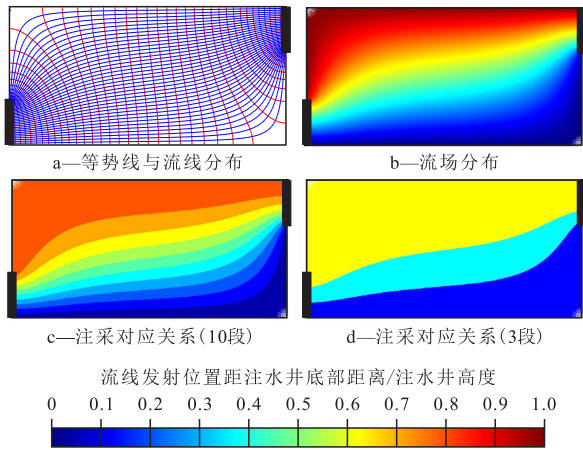 a—等势线与流线分布
b—流场分布
c—注采对应关系(10段)
d—注采对应关系(3段)
流线发射位置距注水井底部距离/注水井高度
0 0.1 0.2 0.3 0.4 0.5 0.6 0.7 0.8 0.9 1.0